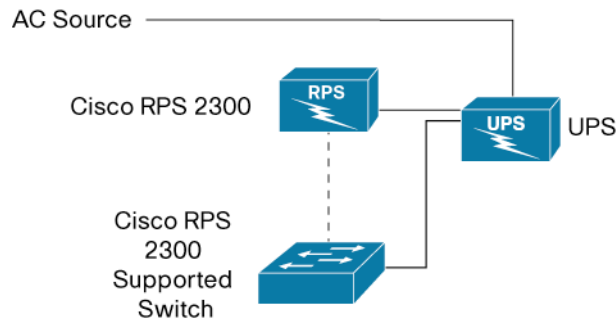 AC Source
RPS
Cisco RPS 2300
UPS
UPS
Cisco RPS
2300
Supported
Switch